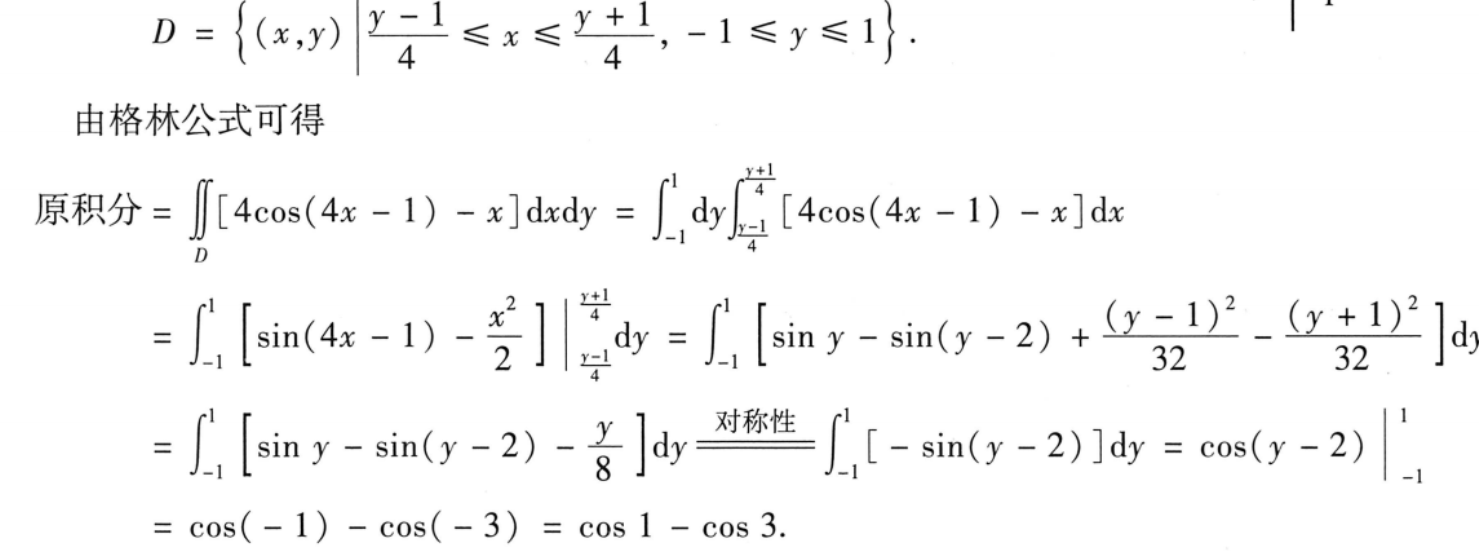 D = {(x,y) | (y − 1)/4 ≤ x ≤ (y + 1)/4, − 1 ≤ y ≤ 1}.
由格林公式可得
原积分 = ∬_D [4cos(4x − 1) − x]dxdy = ∫_{−1}^{1} dy ∫_{(y−1)/4}^{(y+1)/4} [4cos(4x − 1) − x]dx
= ∫_{−1}^{1} [sin(4x − 1) − x²/2] |_{(y−1)/4}^{(y+1)/4} dy = ∫_{−1}^{1} [sin y − sin(y − 2) + (y − 1)²/32 − (y + 1)²/32]dy
= ∫_{−1}^{1} [sin y − sin(y − 2) − y/8]dy ==对称性== ∫_{−1}^{1} [− sin(y − 2)]dy = cos(y − 2) |_{−1}^{1}
= cos(− 1) − cos(− 3) = cos 1 − cos 3.